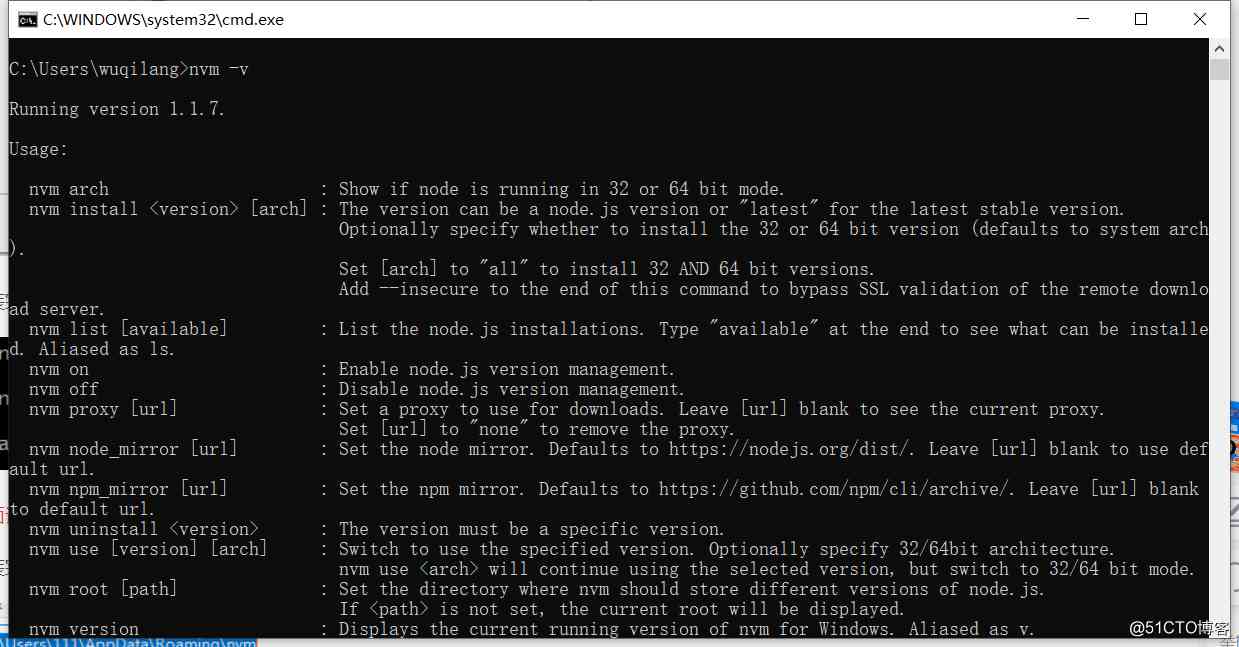 C:\WINDOWS\system32\cmd.exe
C:\Users\wuqilang>nvm -v
Running version 1.1.7.
Usage:
nvm arch : Show if node is running in 32 or 64 bit mode.
nvm install <version> [arch] : The version can be a node.js version or "latest" for the latest stable version.
Optionally specify whether to install the 32 or 64 bit version (defaults to system arch
).
Set [arch] to "all" to install 32 AND 64 bit versions.
Add --insecure to the end of this command to bypass SSL validation of the remote downlo
ad server.
nvm list [available] : List the node.js installations. Type "available" at the end to see what can be installe
d. Aliased as ls.
nvm on : Enable node.js version management.
nvm off : Disable node.js version management.
nvm proxy [url] : Set a proxy to use for downloads. Leave [url] blank to see the current proxy.
Set [url] to "none" to remove the proxy.
nvm node_mirror [url] : Set the node mirror. Defaults to https://nodejs.org/dist/. Leave [url] blank to use def
ault url.
nvm npm_mirror [url] : Set the npm mirror. Defaults to https://github.com/npm/cli/archive/. Leave [url] blank
to default url.
nvm uninstall <version> : The version must be a specific version.
nvm use [version] [arch] : Switch to use the specified version. Optionally specify 32/64bit architecture.
nvm use <arch> will continue using the selected version, but switch to 32/64 bit mode.
nvm root [path] : Set the directory where nvm should store different versions of node.js.
If <path> is not set, the current root will be displayed.
nvm version : Displays the current running version of nvm for Windows. Aliased as v.
@51CTO博客
\Users\111\AppData\Roaming\nvm